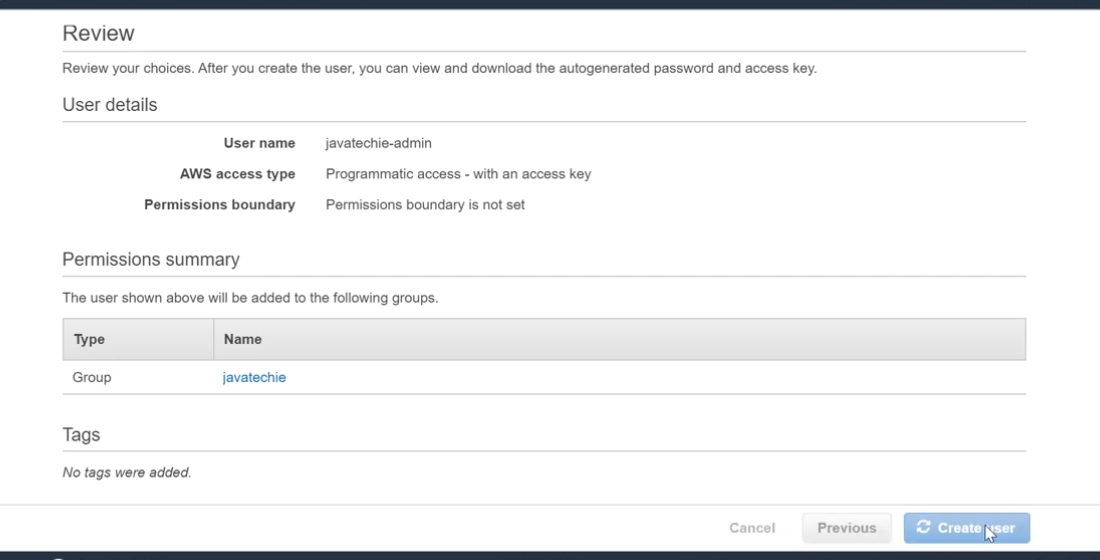 Review
Review your choices. After you create the user, you can view and download the autogenerated password and access key.
User details
User name javatechie-admin
AWS access type Programmatic access - with an access key
Permissions boundary Permissions boundary is not set
Permissions summary
The user shown above will be added to the following groups.
Type Name
Group javatechie
Tags
No tags were added.
Cancel Previous Create user